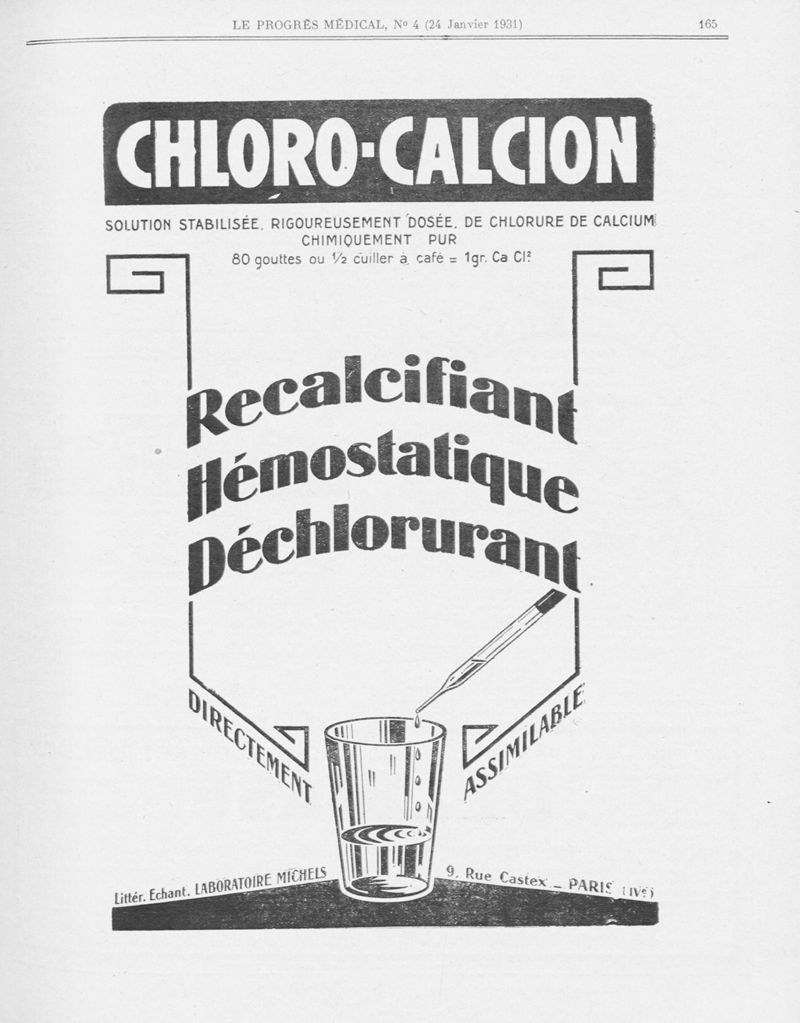 LE PROGRÈS MÉDICAL, No 4 (24 Janvier 1931) 165
CHLORO-CALCION
SOLUTION STABILISÉE, RIGOUREUSEMENT DOSÉE, DE CHLORURE DE CALCIUM
CHIMIQUEMENT PUR
80 gouttes ou 1/2 cuiller à café = 1gr. Ca Cl²
Recalcifiant
Hémostatique
Déchlorurant
DIRECTEMENT ASSIMILABLE
Littér. Echant. LABORATOIRE MICHELS 9, Rue Castex _ PARIS (IVe)